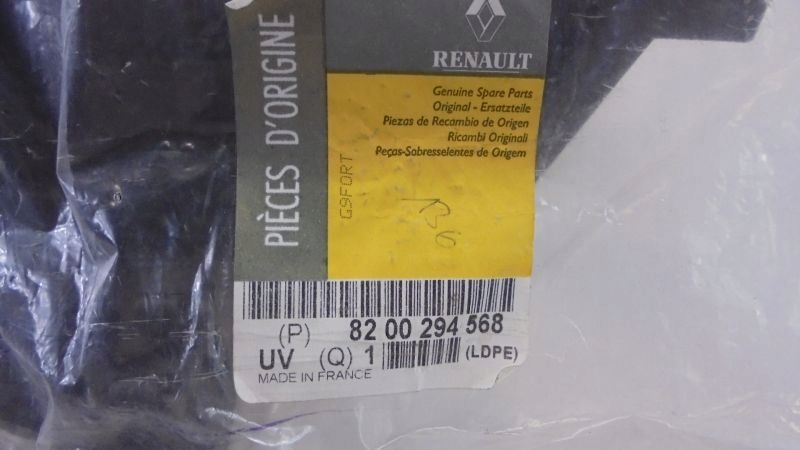 RENAULT
PIÈCES D'ORIGINE
Genuine Spare Parts
Original - Ersatzteile
Piezas de Recambio de Origen
Ricambi Originali
Peças-Sobresselentes de Origem
G9FORT
(P) 82 00 294 568
UV (Q) 1 (LDPE)
MADE IN FRANCE